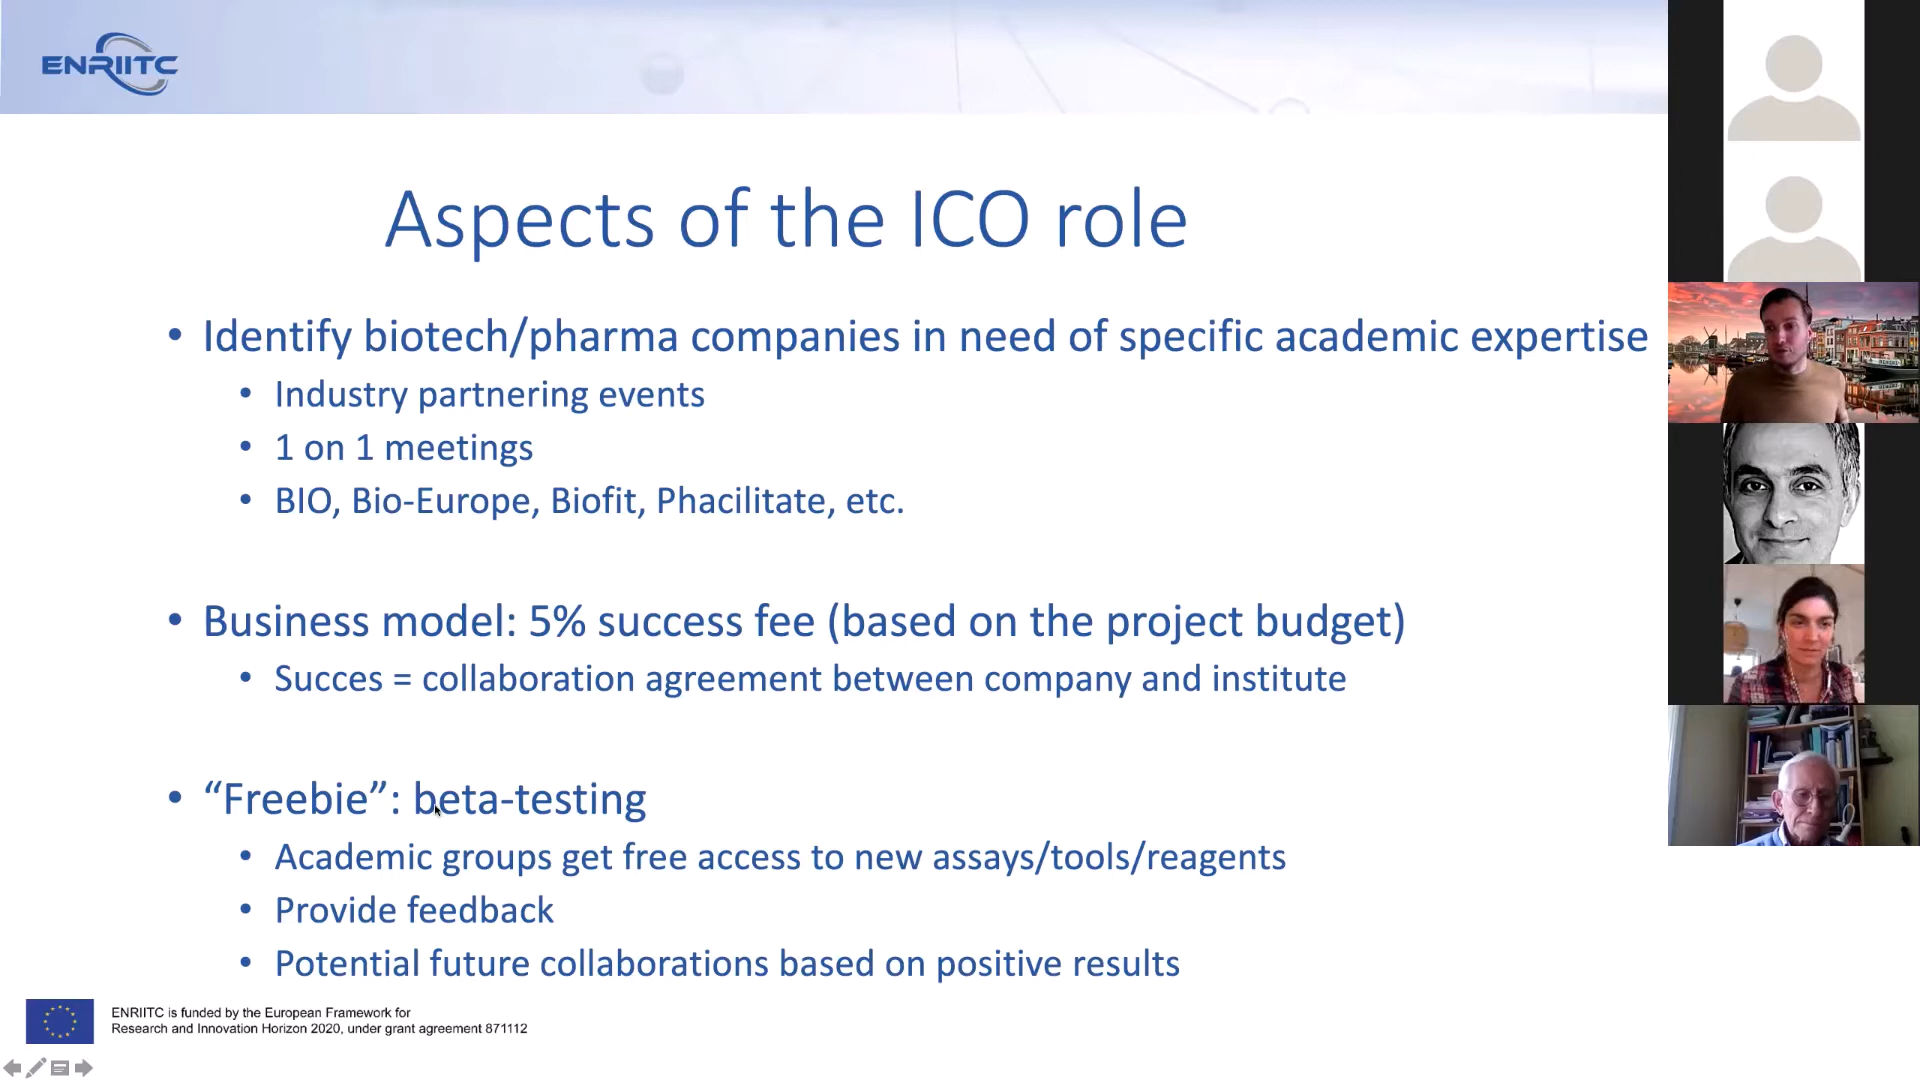 ENRIITC
Aspects of the ICO role
• Identify biotech/pharma companies in need of specific academic expertise
• Industry partnering events
• 1 on 1 meetings
• BIO, Bio-Europe, Biofit, Phacilitate, etc.
• Business model: 5% success fee (based on the project budget)
• Succes = collaboration agreement between company and institute
• “Freebie”: beta-testing
• Academic groups get free access to new assays/tools/reagents
• Provide feedback
• Potential future collaborations based on positive results
ENRIITC is funded by the European Framework for
Research and Innovation Horizon 2020, under grant agreement 871112